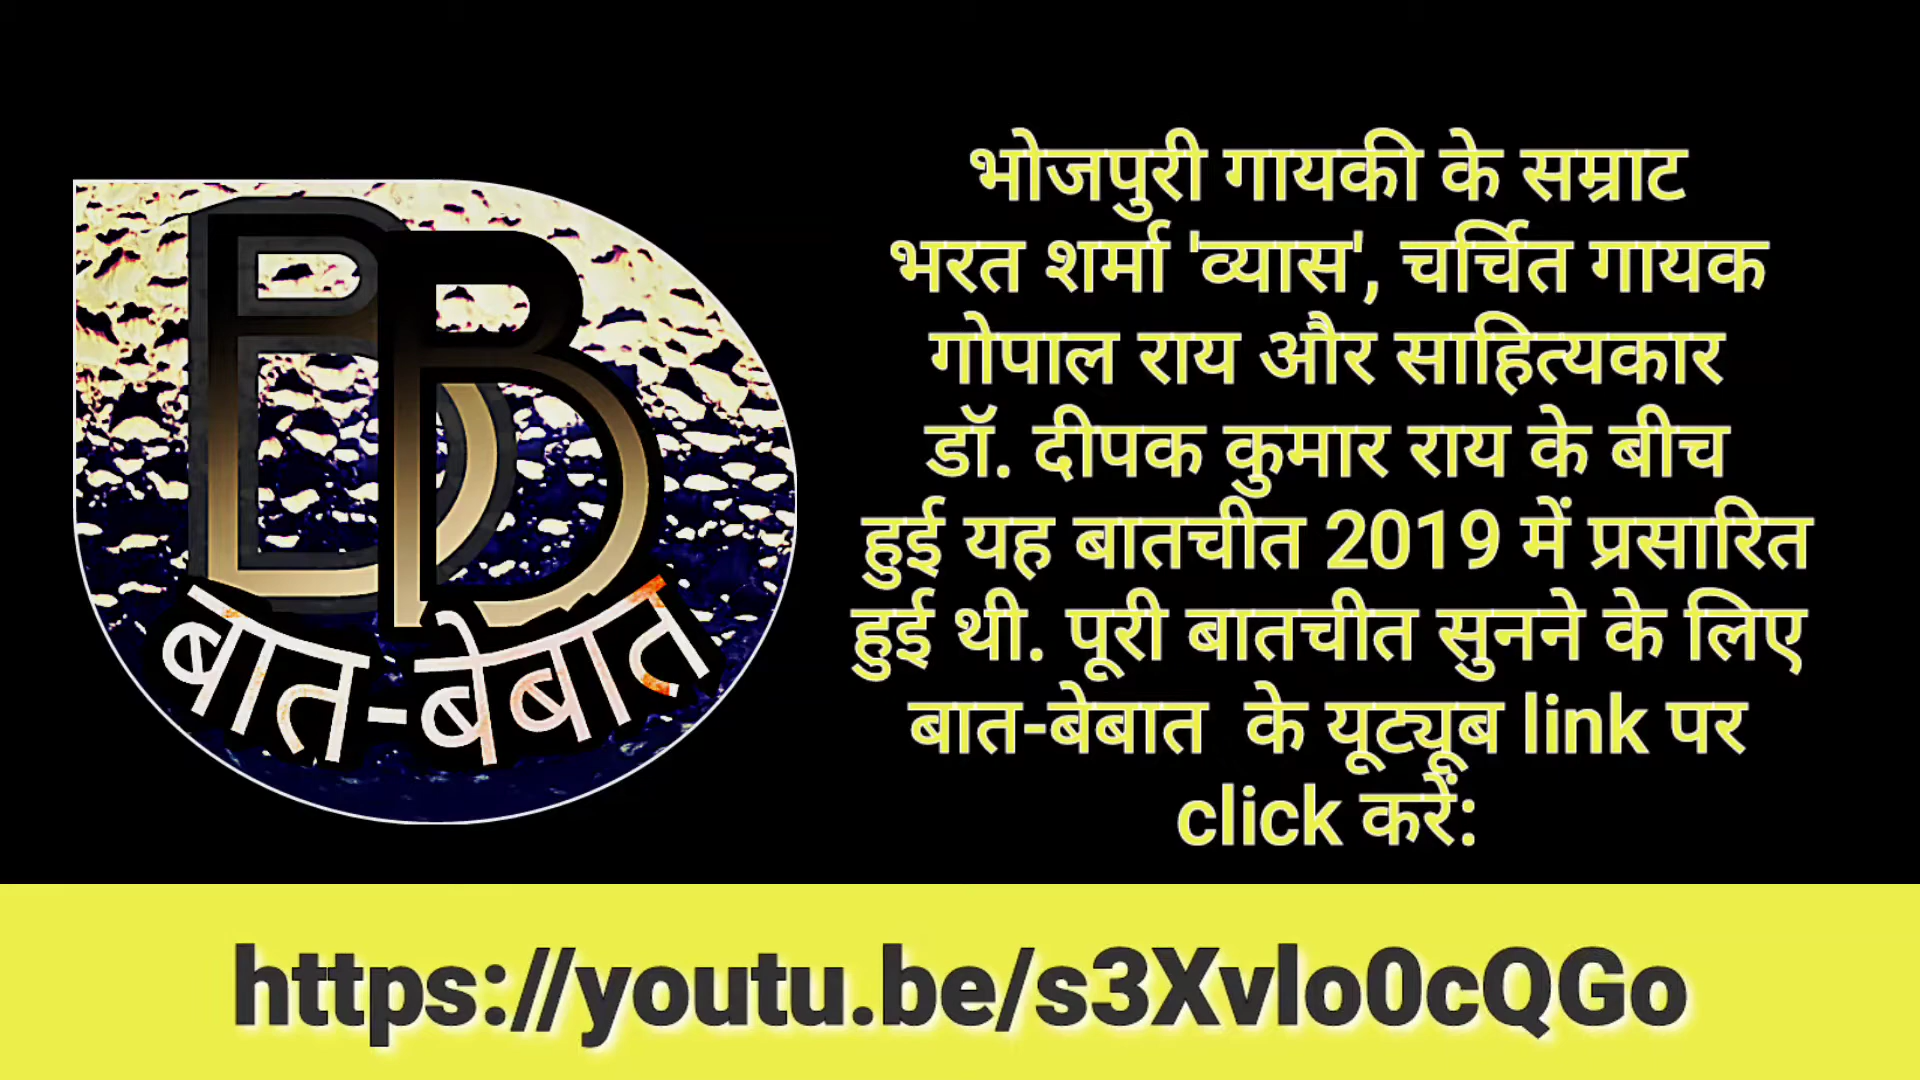 बात-बेबात
भोजपुरी गायकी के सम्राट
भरत शर्मा 'व्यास', चर्चित गायक
गोपाल राय और साहित्यकार
डॉ. दीपक कुमार राय के बीच
हुई यह बातचीत 2019 में प्रसारित
हुई थी. पूरी बातचीत सुनने के लिए
बात-बेबात के यूट्यूब link पर
click करें:
https://youtu.be/s3Xvlo0cQGo